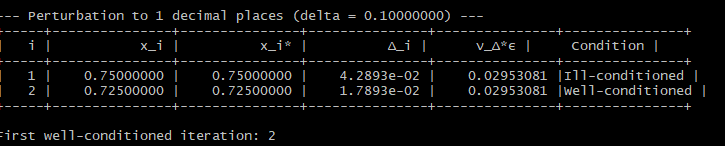 --- Perturbation to 1 decimal places (delta = 0.10000000) ---
-----+--------------+--------------+--------------+--------------+--------------+
| i | x_i | x_i* | Δ_i | ν_Δ*ϵ | Condition |
-----+--------------+--------------+--------------+--------------+--------------+
| 1 | 0.75000000 | 0.75000000 | 4.2893e-02 | 0.02953081 |Ill-conditioned |
| 2 | 0.72500000 | 0.72500000 | 1.7893e-02 | 0.02953081 |Well-conditioned |
-----+--------------+--------------+--------------+--------------+--------------+
First well-conditioned iteration: 2